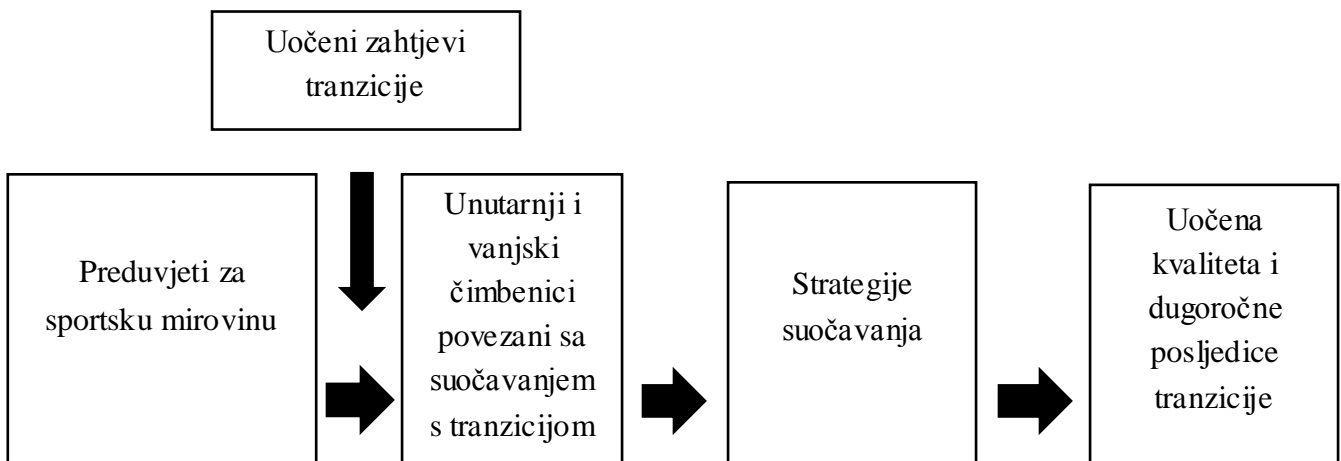 Uočeni zahtjevi
tranzicije
Preduvjeti za
sportsku mirovinu
Unutarnji i
vanjski
čimbenici
povezani sa
suočavanjem
s tranzicijom
Strategije
suočavanja
Uočena
kvaliteta i
dugoročne
posljedice
tranzicije